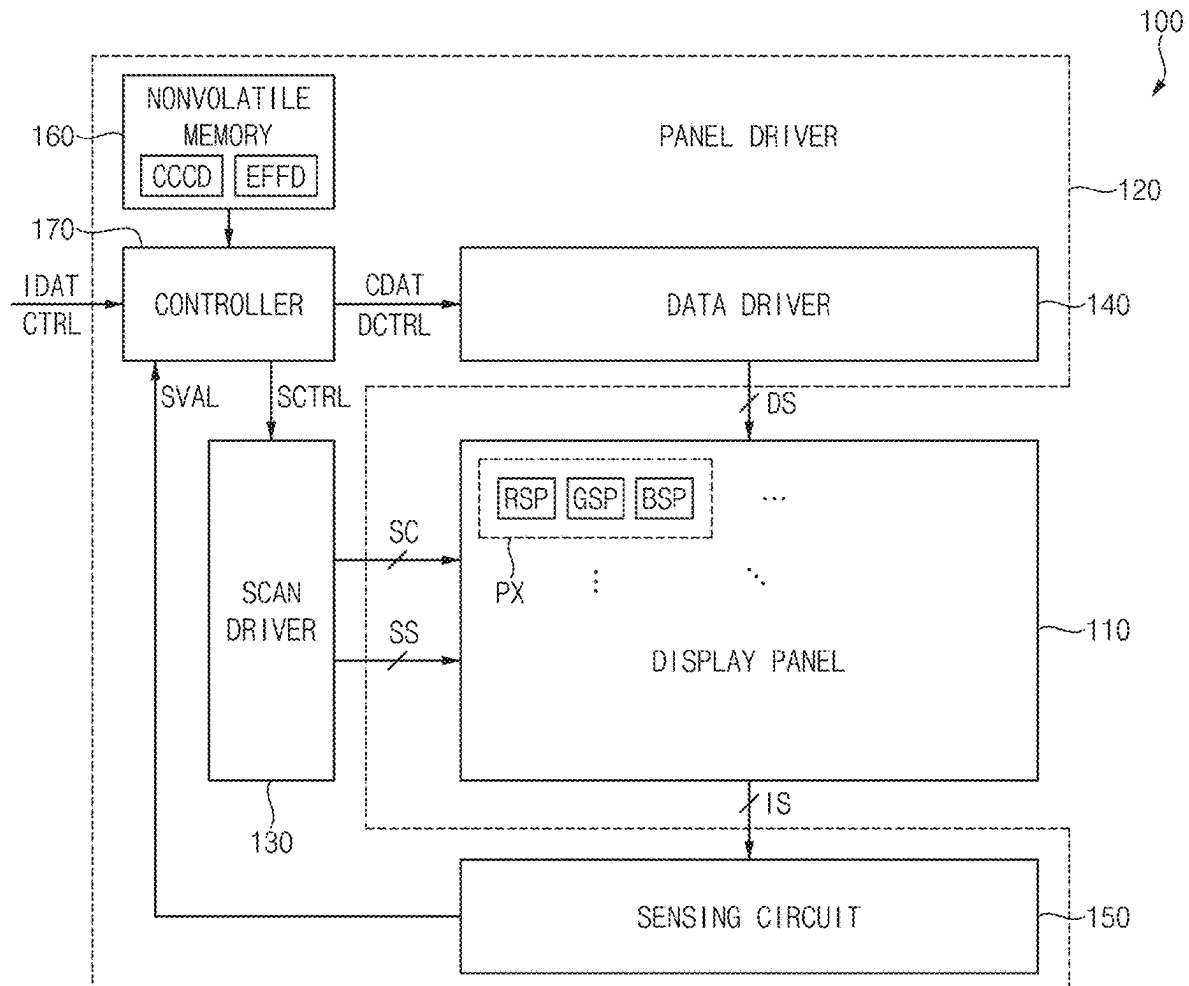 100
NONVOLATILE
MEMORY
160
CCCD EFFD
PANEL DRIVER
120
170
IDAT
CTRL
CONTROLLER
CDAT
DCTRL
DATA DRIVER
140
SVAL
SCTRL
DS
RSP GSP BSP
...
PX
SC
SS
SCAN
DRIVER
DISPLAY PANEL
110
130
IS
SENSING CIRCUIT
150